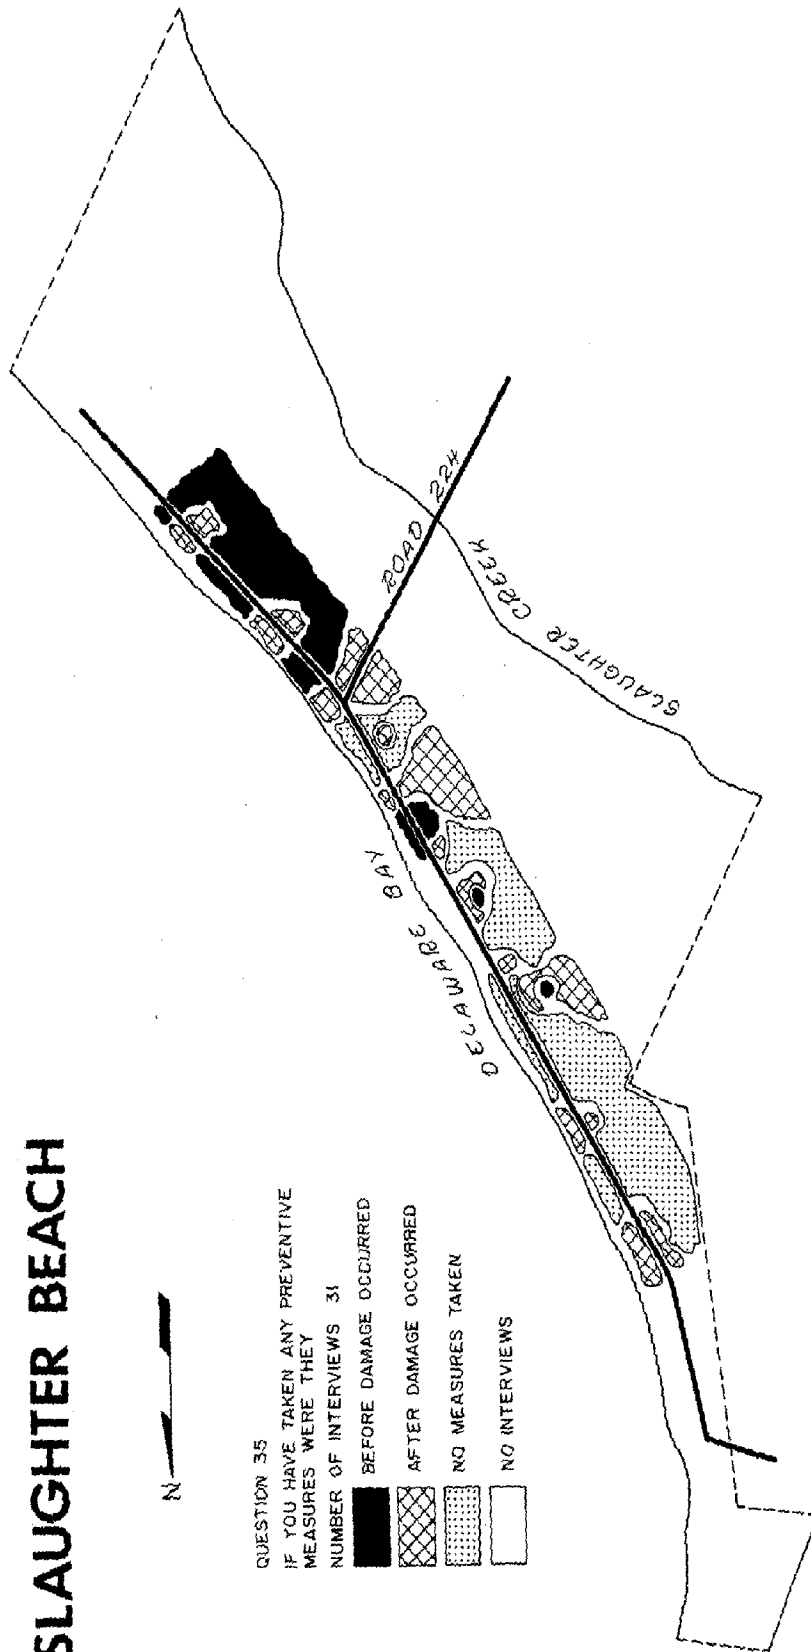 SLAUGHTER BEACH
N
QUESTION 35
IF YOU HAVE TAKEN ANY PREVENTIVE
MEASURES WERE THEY
NUMBER OF INTERVIEWS 31
BEFORE DAMAGE OCCURRED
AFTER DAMAGE OCCURRED
NO MEASURES TAKEN
NO INTERVIEWS
DELAWARE BAY
ROAD 224
SLAUGHTER CREEK